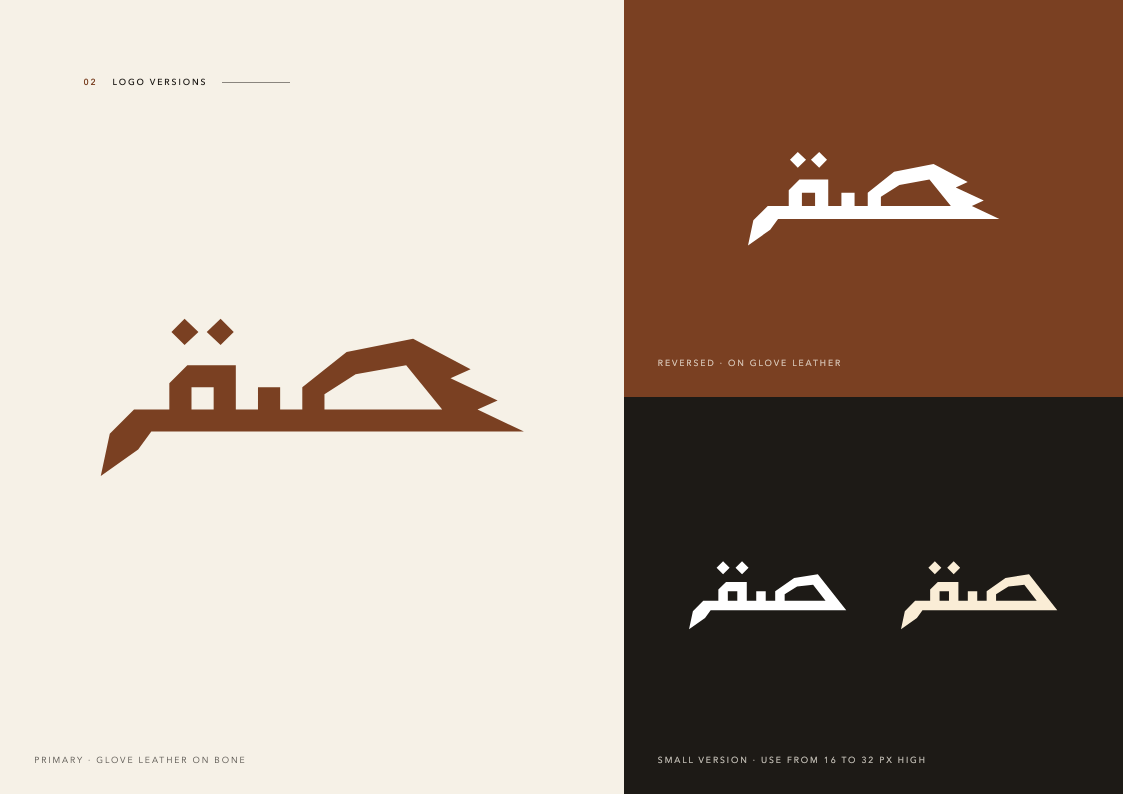 02 LOGO VERSIONS
صقر
PRIMARY · GLOVE LEATHER ON BONE
صقر
REVERSED · ON GLOVE LEATHER
صقر صقر
SMALL VERSION · USE FROM 16 TO 32 PX HIGH